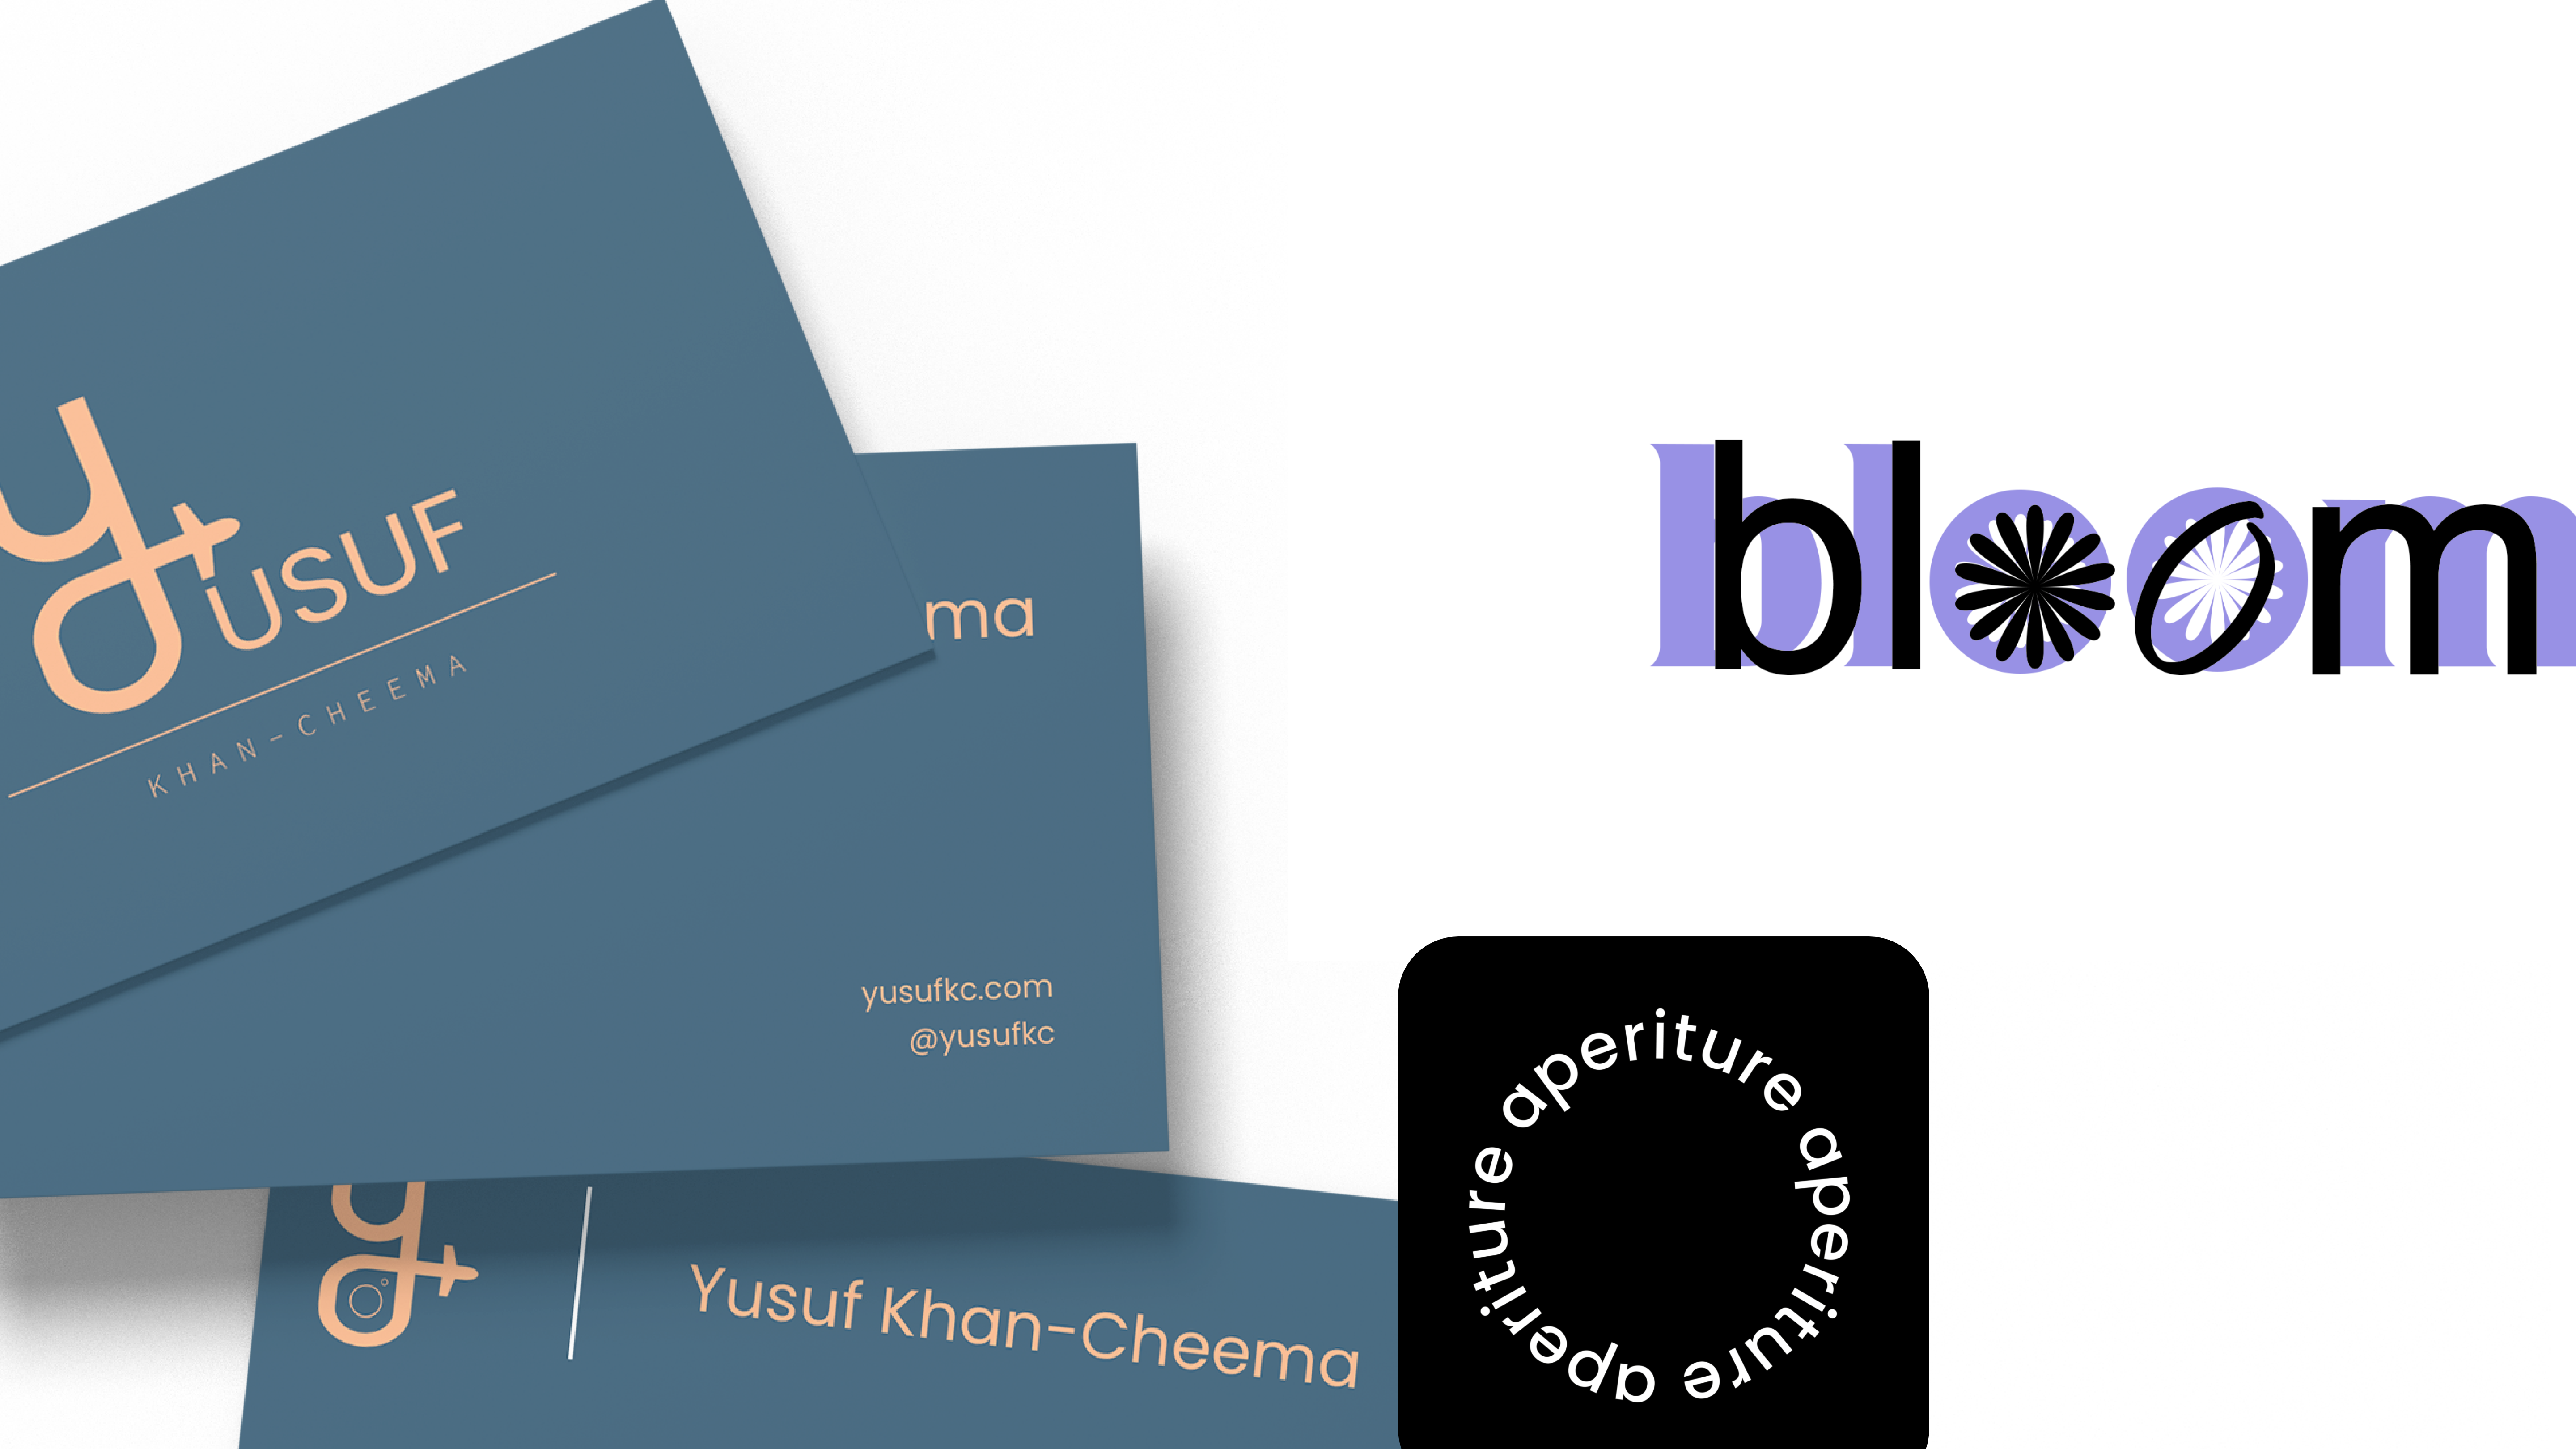 yUSUF
KHAN-CHEEMA
ma
yusufkc.com
@yusufkc
y
Yusuf Khan-Cheema
bloom
aperiture aperiture aperiture